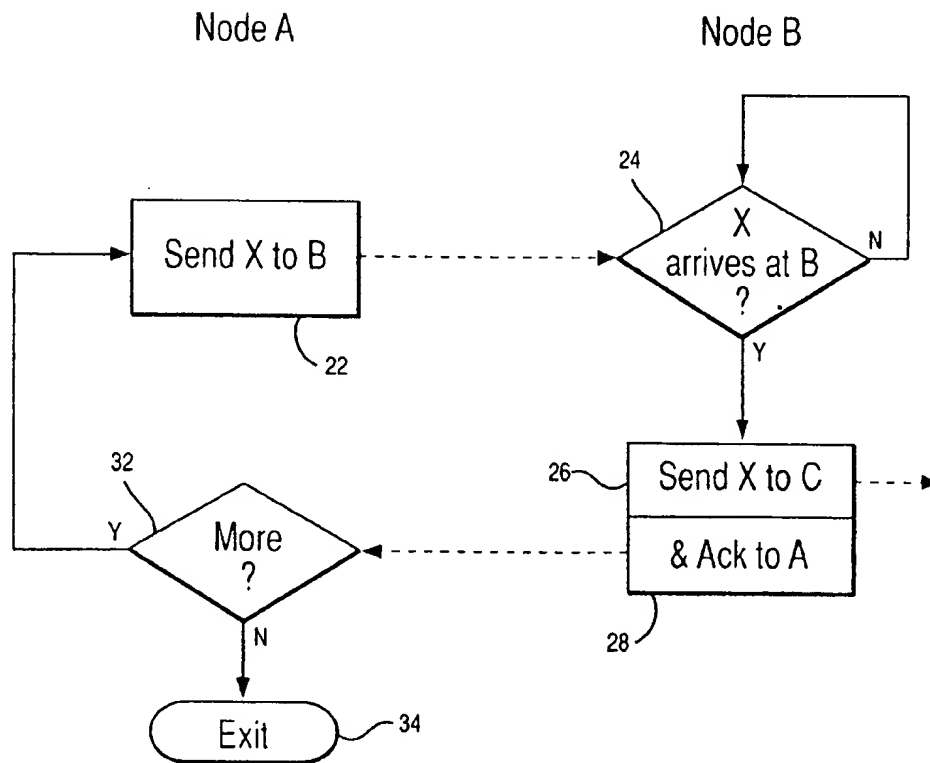 Node A
Node B
24
Send X to B
X
arrives at B
?
N
22
Y
32
26
Send X to C
Y
More
?
& Ack to A
N
28
Exit
34